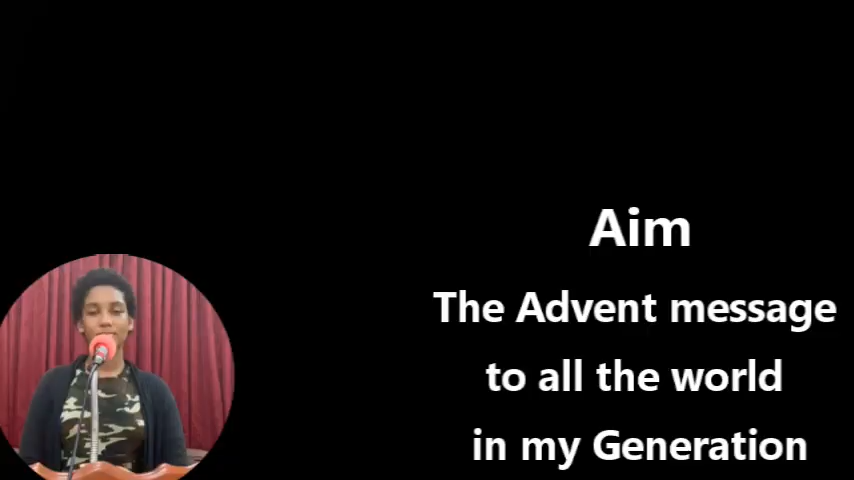 Aim
The Advent message
to all the world
in my Generation